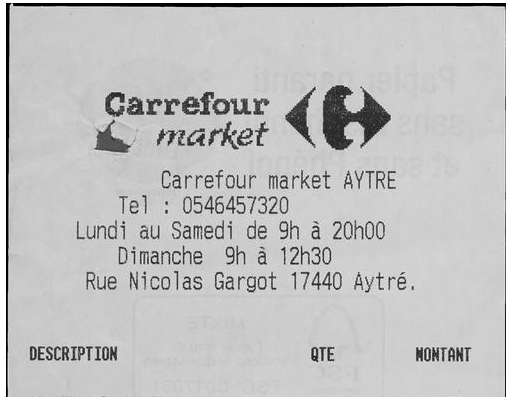 Carrefour
market
Carrefour market AYTRE
Tel : 0546457320
Lundi au Samedi de 9h à 20h00
Dimanche 9h à 12h30
Rue Nicolas Gargot 17440 Aytré.
DESCRIPTION QTE MONTANT